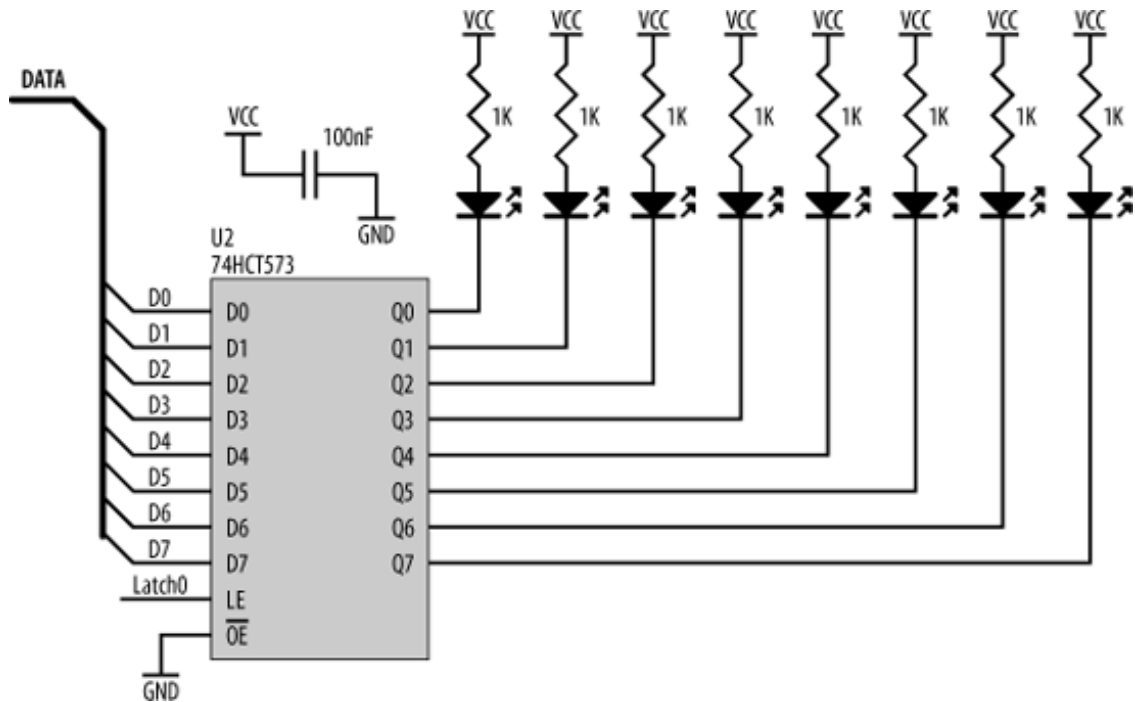 VCC VCC VCC VCC VCC VCC VCC VCC
DATA
1K 1K 1K 1K 1K 1K 1K 1K
VCC
100nF
GND
U2
74HCT573
D0 D0 Q0
D1 D1 Q1
D2 D2 Q2
D3 D3 Q3
D4 D4 Q4
D5 D5 Q5
D6 D6 Q6
D7 D7 Q7
Latch0 LE
OE
GND